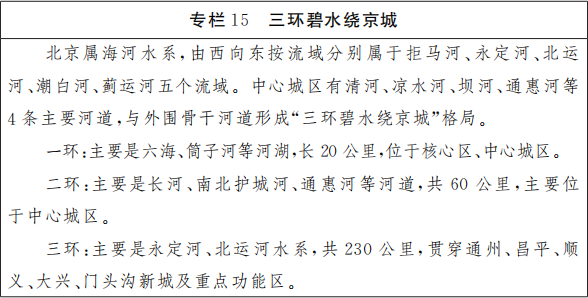 专栏 15 三环碧水绕京城
北京属海河水系,由西向东按流域分别属于拒马河、永定河、北运
河、潮白河、蓟运河五个流域。中心城区有清河、凉水河、坝河、通惠河等
4 条主要河道,与外围骨干河道形成“三环碧水绕京城”格局。
一环:主要是六海、筒子河等河湖,长 20 公里,位于核心区、中心城区。
二环:主要是长河、南北护城河、通惠河等河道,共 60 公里,主要位
于中心城区。
三环:主要是永定河、北运河水系,共 230 公里,贯穿通州、昌平、顺
义、大兴、门头沟新城及重点功能区。